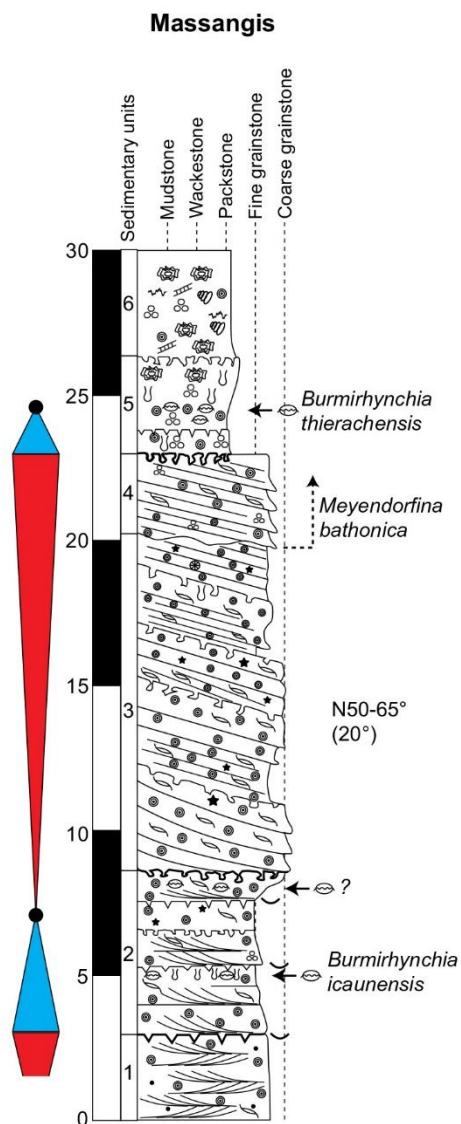 Massangis
Sedimentary units
Mudstone
Wackestone
Packstone
Fine grainstone
Coarse grainstone
30
6
25
5
Burmirhynchia
thierachensis
4
Meyendorfina
bathonica
20
15
3
N50-65°
(20°)
10
?
2
5
Burmirhynchia
icaunensis
1
0